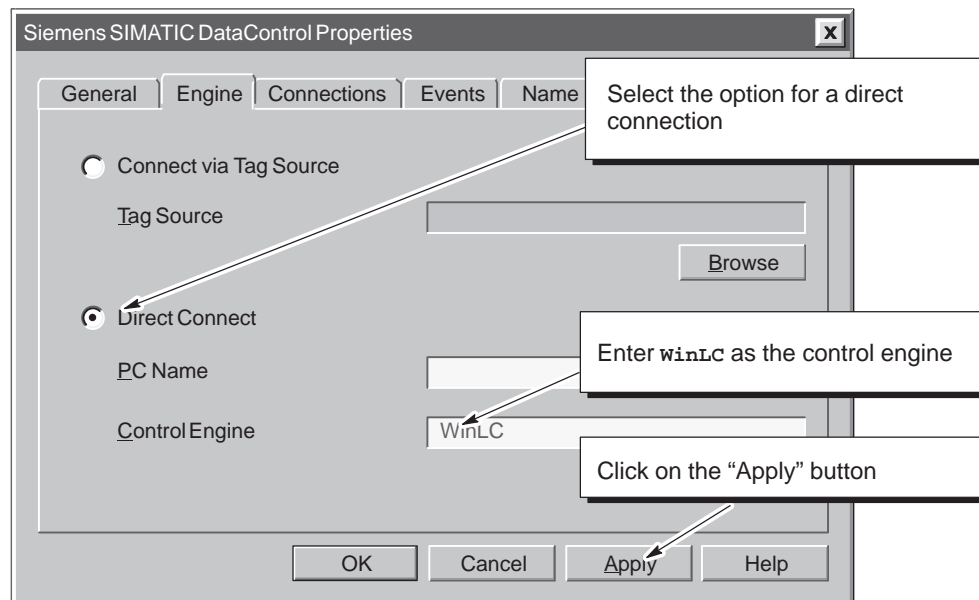 Siemens SIMATIC DataControl Properties
X
General
Engine
Connections
Events
Name
Select the option for a direct
connection
Connect via Tag Source
Tag Source
Browse
Direct Connect
Enter WinLC as the control engine
PC Name
Control Engine
WinLC
Click on the “Apply” button
OK
Cancel
Apply
Help